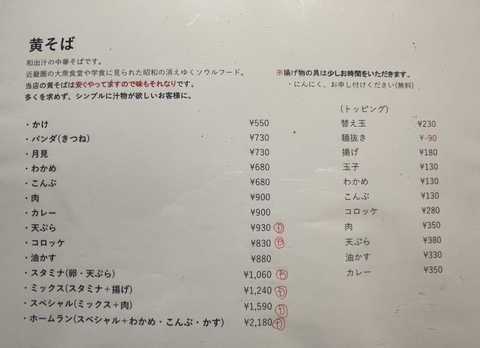 黄そば
和出汁の中華そばです。
近畿圏の大衆食堂や学食に見られた昭和の消えゆくソウルフード。
当店の黄そばは安くやってますので味もそれなりです。
多くを求めず、シンプルに汁物が欲しいお客様に。
※揚げ物の具は少しお時間をいただきます。
・にんにく、お申し付けください(無料)
・かけ ¥550
・パンダ(きつね) ¥730
・月見 ¥730
・わかめ ¥680
・こんぶ ¥680
・肉 ¥900
・カレー ¥900
・天ぷら ¥930
・コロッケ ¥830
・油かす ¥880
・スタミナ(卵・天ぷら) ¥1,060
・ミックス(スタミナ＋揚げ) ¥1,240
・スペシャル(ミックス＋肉) ¥1,590
・ホームラン(スペシャル＋わかめ・こんぶ・かす) ¥2,180
(トッピング)
替え玉 ¥230
麺抜き ¥-90
揚げ ¥180
玉子 ¥130
わかめ ¥130
こんぶ ¥130
コロッケ ¥280
肉 ¥350
天ぷら ¥380
油かす ¥330
カレー ¥350